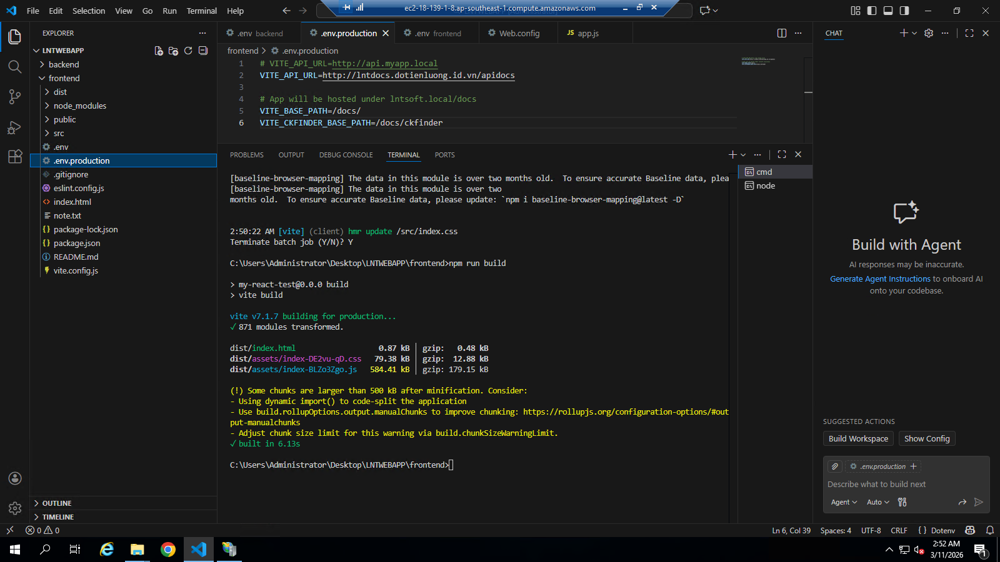 File Edit Selection View Go Run Terminal Help
ec2-18-139-1-8.ap-southeast-1.compute.amazonaws.com
EXPLORER
LNTWEBAPP
backend
frontend
dist
node_modules
public
src
.env
.env.production
.gitignore
eslint.config.js
index.html
note.txt
package-lock.json
package.json
README.md
vite.config.js
OUTLINE
TIMELINE
.env backend
.env.production
.env frontend
Web.config
JS app.js
frontend > .env.production
1 # VITE_API_URL=http://api.myapp.local
2 VITE_API_URL=http://lntdocs.dotienluong.id.vn/apidocs
3
4 # App will be hosted under lntsoft.local/docs
5 VITE_BASE_PATH=/docs/
6 VITE_CKFINDER_BASE_PATH=/docs/ckfinder
PROBLEMS OUTPUT DEBUG CONSOLE TERMINAL PORTS
[baseline-browser-mapping] The data in this module is over two months old.  To ensure accurate Baseline data, plea
[baseline-browser-mapping] The data in this module is over two
months old.  To ensure accurate Baseline data, please update: `npm i baseline-browser-mapping@latest -D`
2:50:22 AM [vite] (client) hmr update /src/index.css
Terminate batch job (Y/N)? Y
C:\Users\Administrator\Desktop\LNTWEBAPP\frontend>npm run build
> my-react-test@0.0.0 build
> vite build
vite v7.1.7 building for production...
✓ 871 modules transformed.
dist/index.html 0.87 kB │ gzip: 0.48 kB
dist/assets/index-DE2vu-qD.css 79.38 kB │ gzip: 12.88 kB
dist/assets/index-BLZo3Zgo.js 584.41 kB │ gzip: 179.15 kB
(!) Some chunks are larger than 500 kB after minification. Consider:
- Using dynamic import() to code-split the application
- Use build.rollupOptions.output.manualChunks to improve chunking: https://rollupjs.org/configuration-options/#out
put-manualchunks
- Adjust chunk size limit for this warning via build.chunkSizeWarningLimit.
✓ built in 6.13s
C:\Users\Administrator\Desktop\LNTWEBAPP\frontend>
cmd
node
CHAT
Build with Agent
AI responses may be inaccurate.
Generate Agent Instructions to onboard AI
onto your codebase.
SUGGESTED ACTIONS
Build Workspace Show Config
.env.production
Describe what to build next
Agent Auto
0 0
Ln 6, Col 39 Spaces: 4 UTF-8 CRLF { } Dotenv
2:52 AM
3/11/2026
1